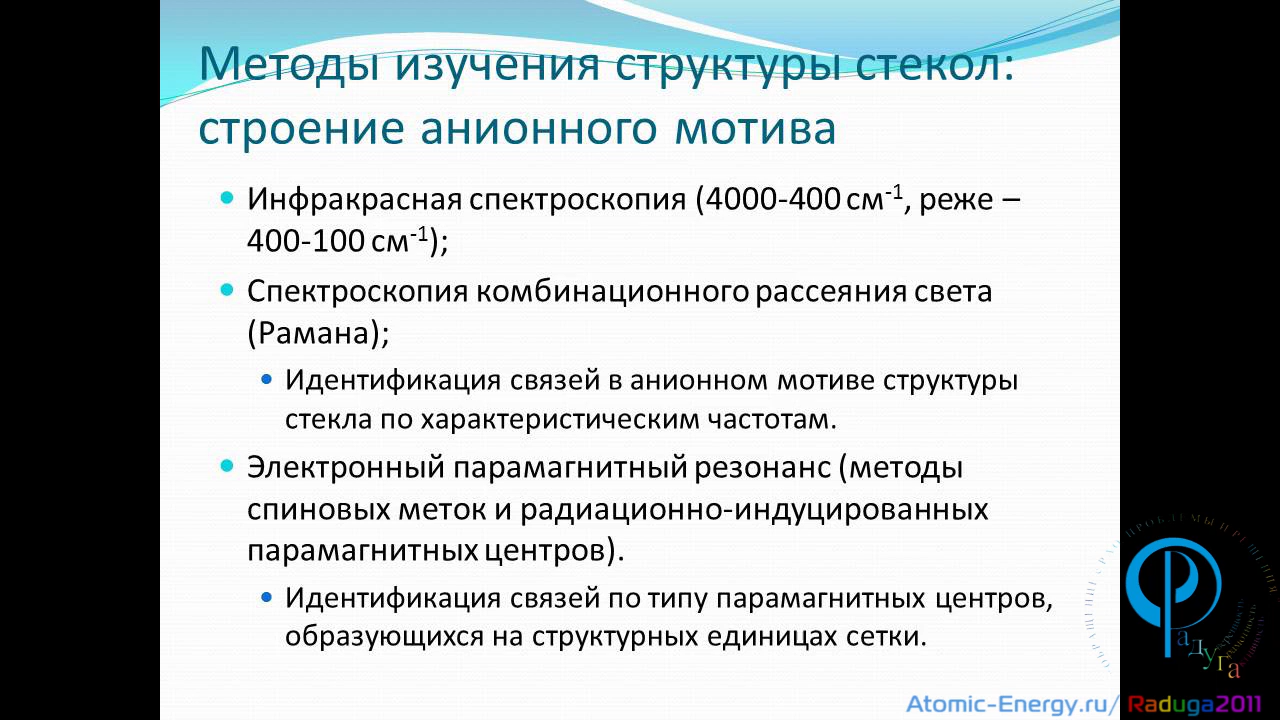 Методы изучения структуры стекол:
строение анионного мотива
• Инфракрасная спектроскопия (4000-400 см⁻¹, реже –
400-100 см⁻¹);
• Спектроскопия комбинационного рассеяния света
(Рамана);
• Идентификация связей в анионном мотиве структуры
стекла по характеристическим частотам.
• Электронный парамагнитный резонанс (методы
спиновых меток и радиационно-индуцированных
парамагнитных центров).
• Идентификация связей по типу парамагнитных центров,
образующихся на структурных единицах сетки.
Радуга
Atomic-Energy.ru/ Raduga2011